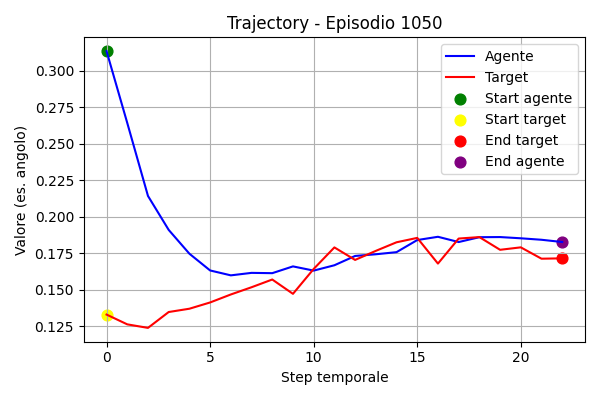 Trajectory - Episodio 1050
Valore (es. angolo)
0.300
0.275
0.250
0.225
0.200
0.175
0.150
0.125
Agente
Target
Start agente
Start target
End target
End agente
0 5 10 15 20
Step temporale